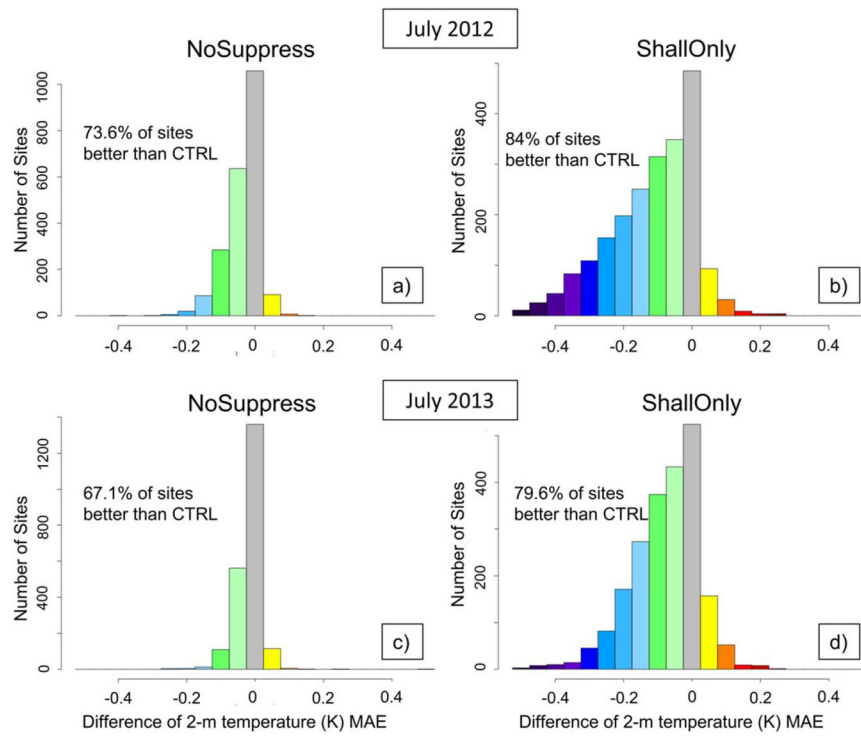 July 2012
NoSuppress
ShallOnly
Number of Sites
0 200 400 600 800 1000
73.6% of sites
better than CTRL
a)
-0.4 -0.2 0 0.2 0.4
Number of Sites
0 200 400
84% of sites
better than CTRL
b)
-0.4 -0.2 0 0.2 0.4
July 2013
NoSuppress
ShallOnly
Number of Sites
0 400 800 1200
67.1% of sites
better than CTRL
c)
-0.4 -0.2 0 0.2 0.4
Difference of 2-m temperature (K) MAE
Number of Sites
0 200 400
79.6% of sites
better than CTRL
d)
-0.4 -0.2 0 0.2 0.4
Difference of 2-m temperature (K) MAE